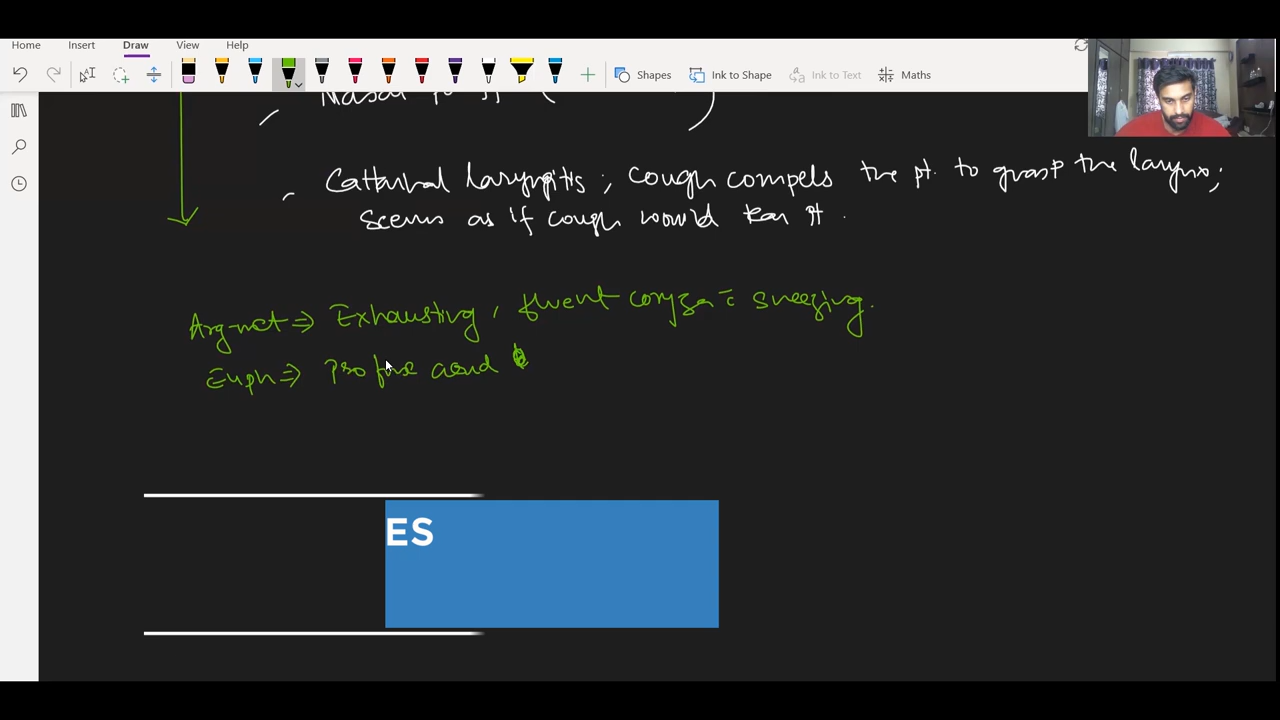 Home Insert Draw View Help
Shapes Ink to Shape Ink to Text Maths
Nasal
Catarrhal laryngitis ; cough compels the pt. to grasp the larynx ;
seems as if cough would tear it .
Arg-met ⇒ Exhausting , fluent coryza c̄ sneezing.
Euph ⇒ Profuse acrid
ES